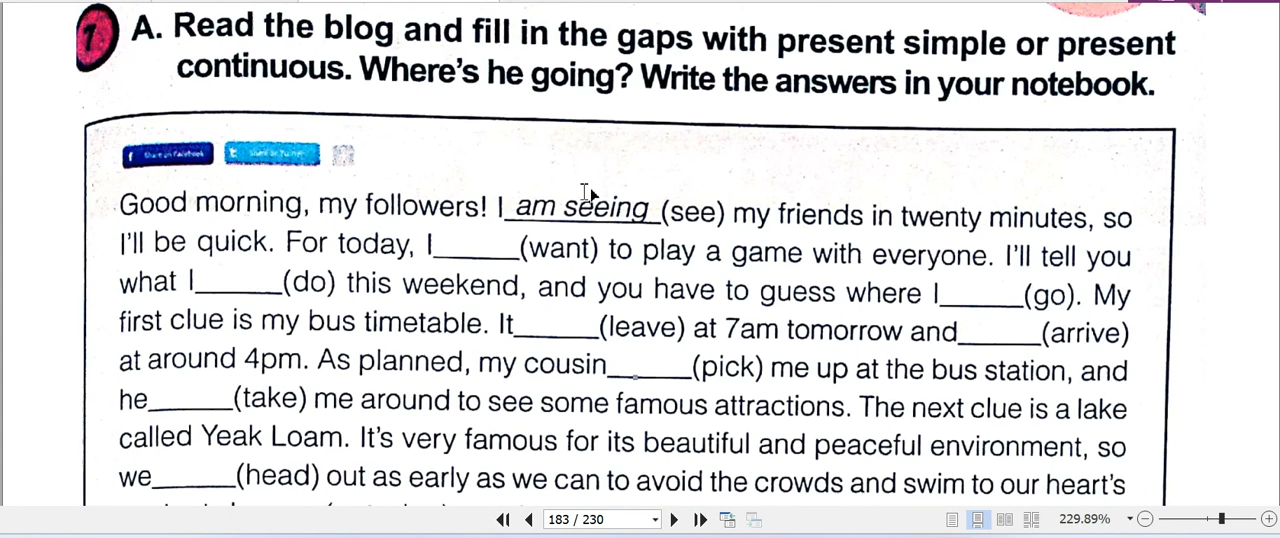 1 A. Read the blog and fill in the gaps with present simple or present
continuous. Where's he going? Write the answers in your notebook.
Share on Facebook
Good morning, my followers! I am seeing (see) my friends in twenty minutes, so
I'll be quick. For today, I______(want) to play a game with everyone. I'll tell you
what I______(do) this weekend, and you have to guess where I______(go). My
first clue is my bus timetable. It______(leave) at 7am tomorrow and______(arrive)
at around 4pm. As planned, my cousin______(pick) me up at the bus station, and
he______(take) me around to see some famous attractions. The next clue is a lake
called Yeak Loam. It's very famous for its beautiful and peaceful environment, so
we______(head) out as early as we can to avoid the crowds and swim to our heart's
183 / 230
229.89%